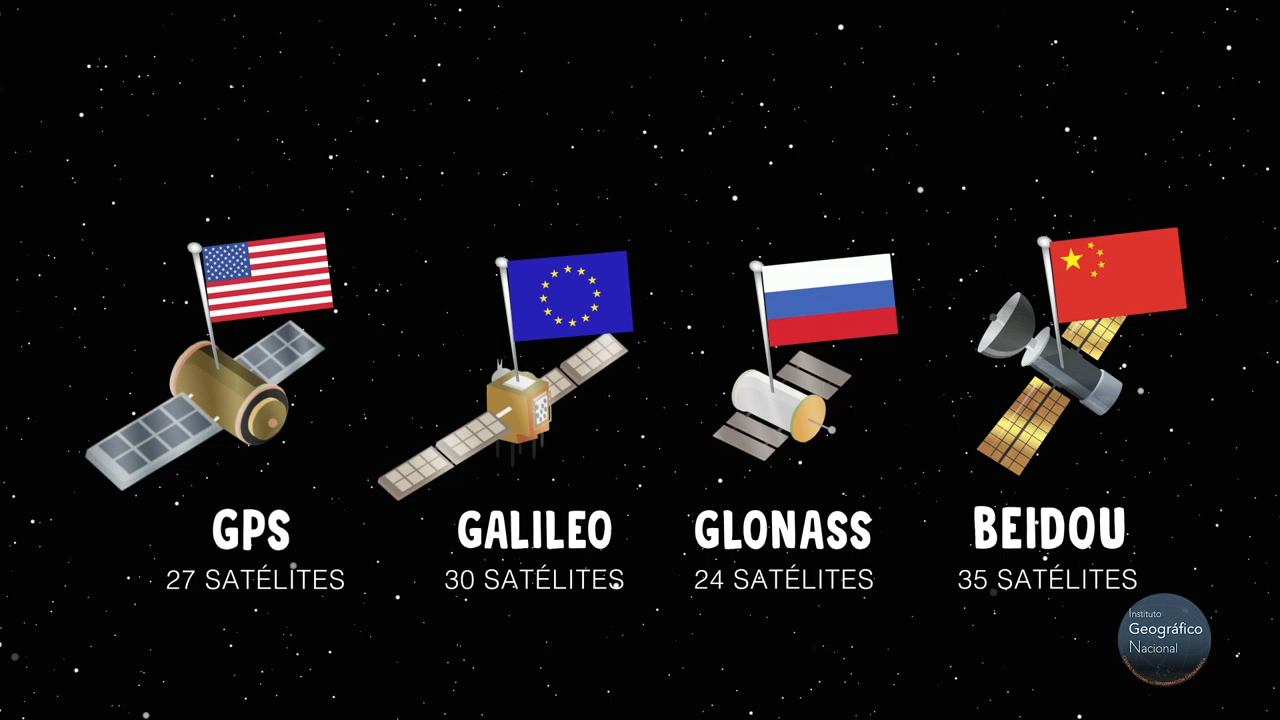 GPS
27 SATÉLITES
GALILEO
30 SATÉLITES
GLONASS
24 SATÉLITES
BEIDOU
35 SATÉLITES
Instituto
Geográfico
Nacional